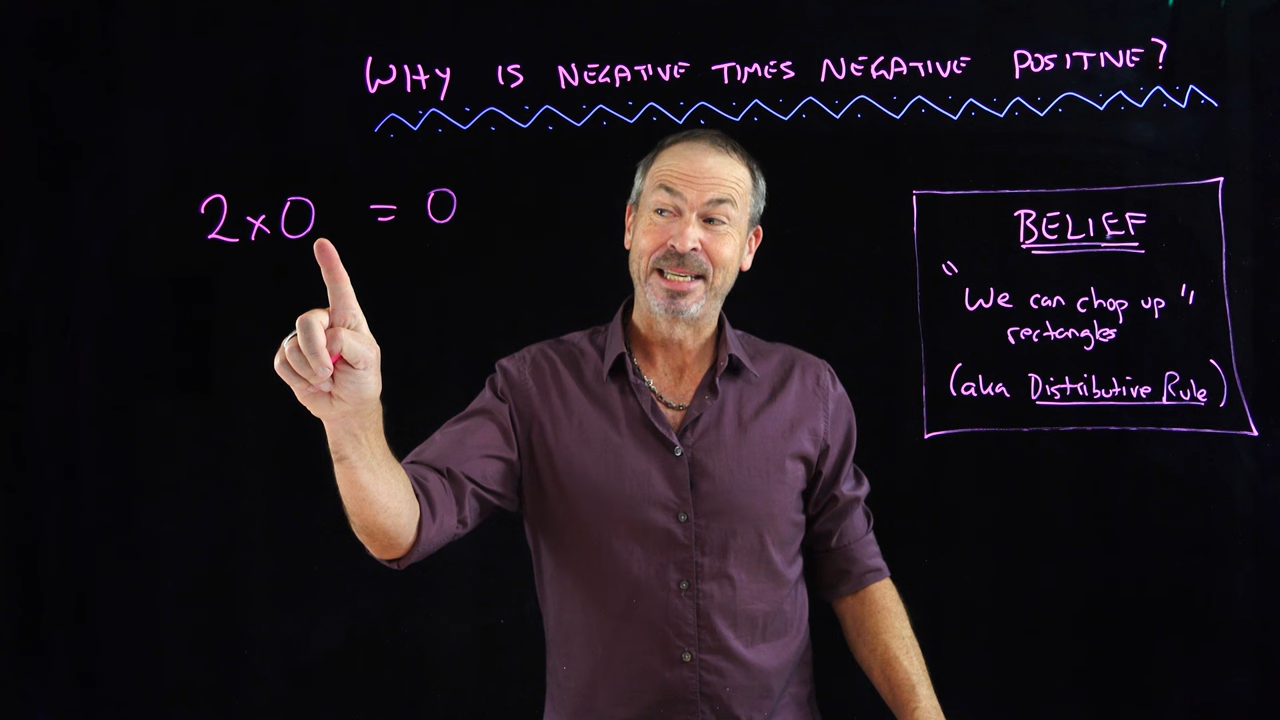 WHY IS NEGATIVE TIMES NEGATIVE POSITIVE?
2×0 = 0
BELIEF
"We can chop up"
rectangles
(aka Distributive Rule)